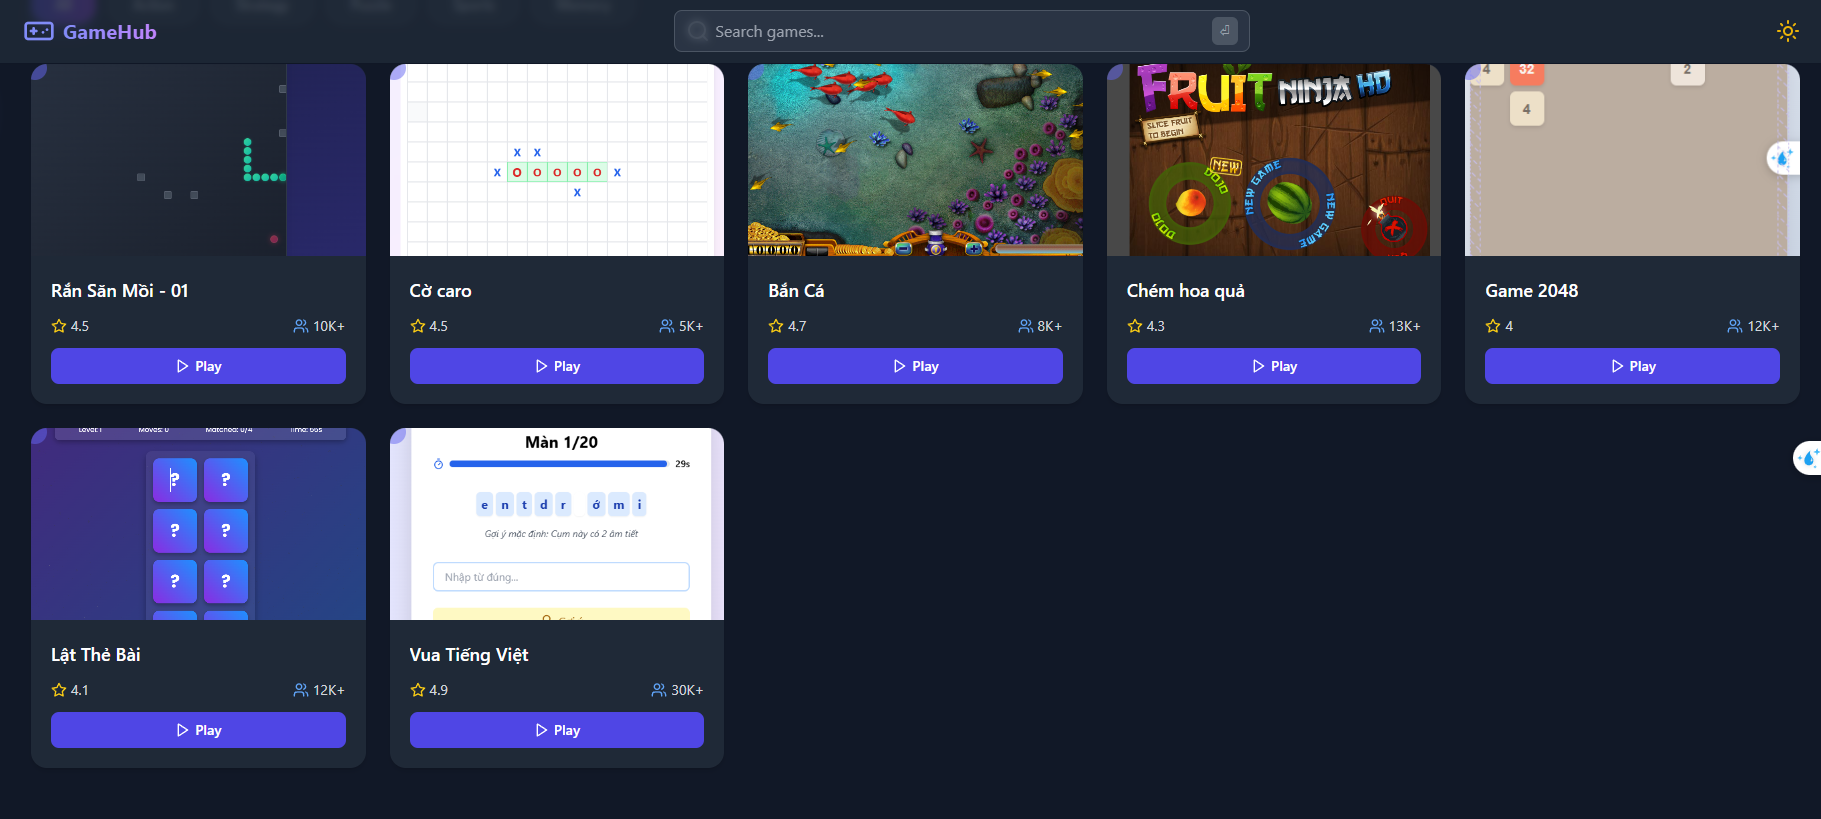 GameHub
Search games...
x x
x O O O O O x
x
FRUIT NINJA HD
SLICE FRUIT
TO BEGIN
NEW
DOJO
DOJO
NEW GAME
NEW GAME
NEW GAME
4 32 2
4
Rắn Săn Mồi - 01
4.5 10K+
Play
Cờ caro
4.5 5K+
Play
Bắn Cá
4.7 8K+
Play
Chém hoa quả
4.3 13K+
Play
Game 2048
4 12K+
Play
Level: 1 Moves: 0 Matched: 0/4
? ?
? ?
? ?
Lật Thẻ Bài
4.1 12K+
Play
Màn 1/20
29s
e n t d r ớ m i
Gợi ý mặc định: Cụm này có 2 âm tiết
Nhập từ đúng...
Vua Tiếng Việt
4.9 30K+
Play